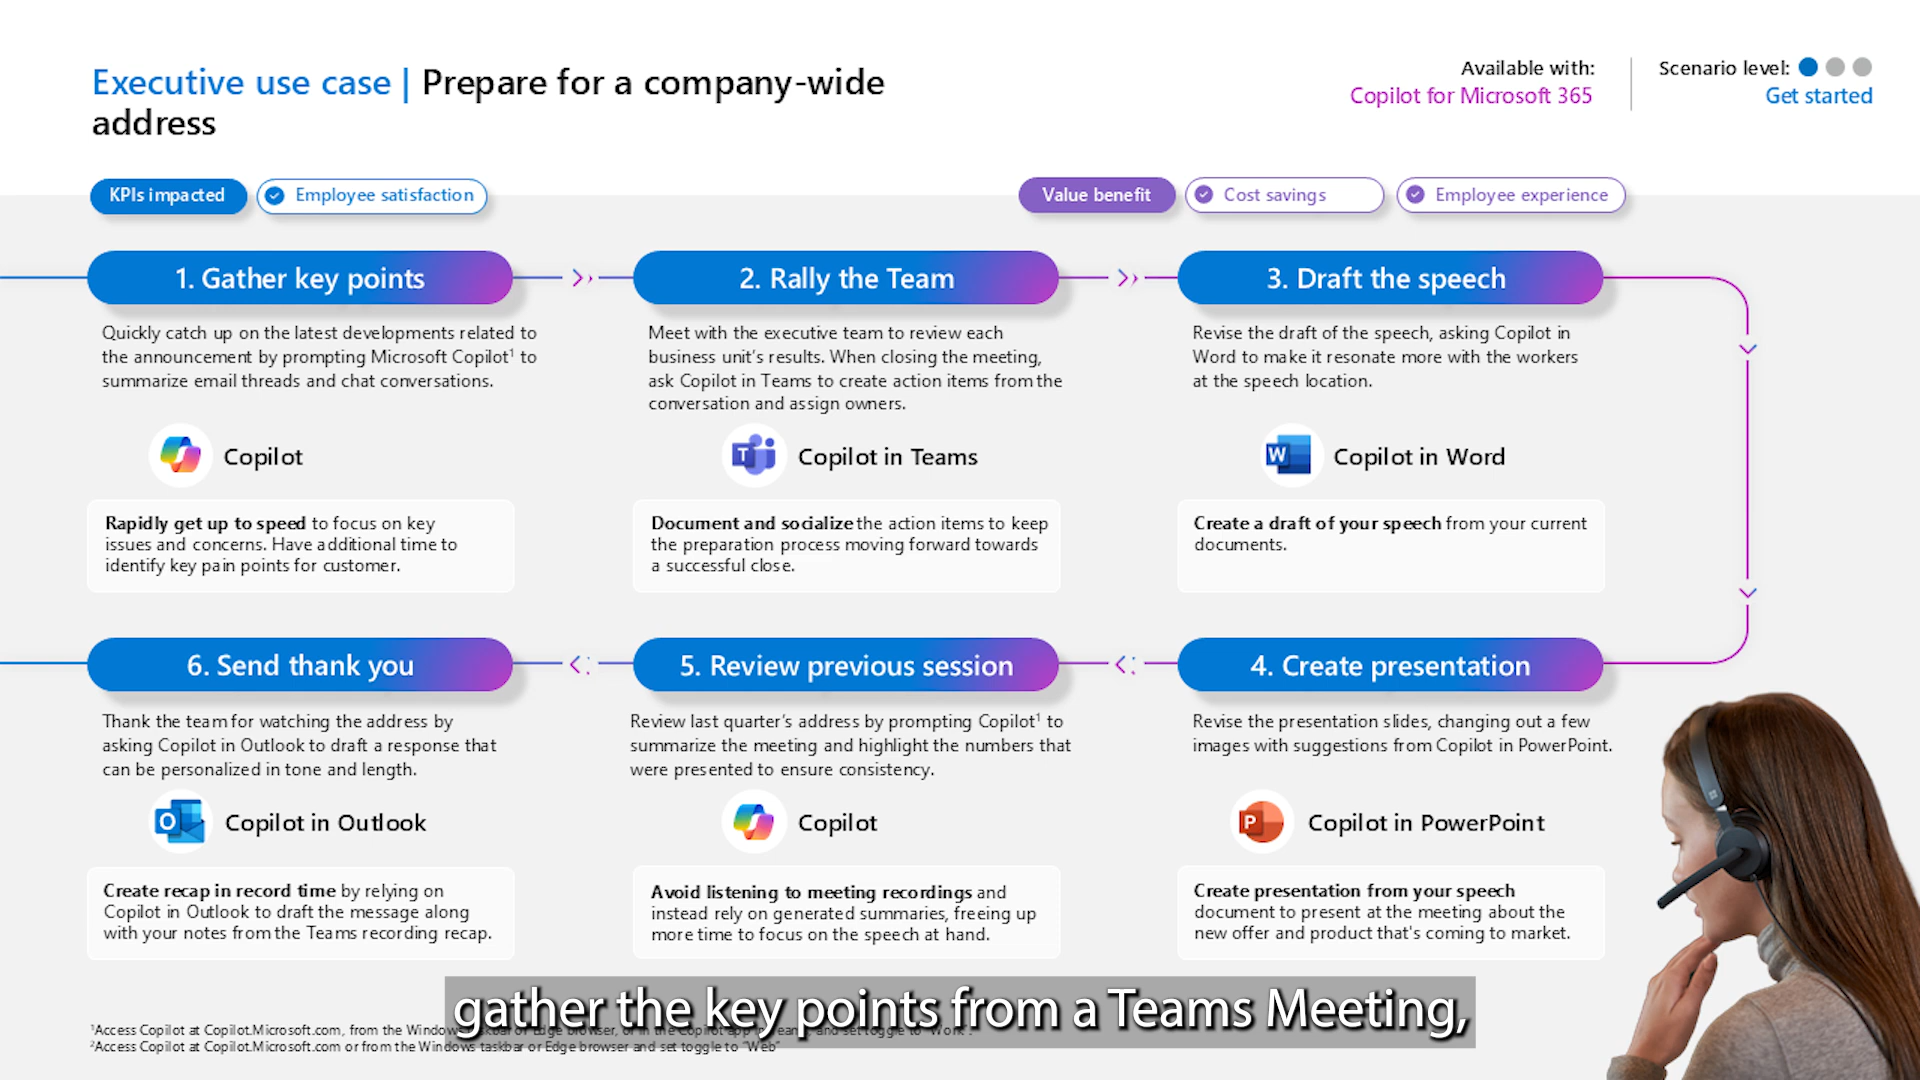 Executive use case | Prepare for a company-wide
address
Available with:
Copilot for Microsoft 365
Scenario level:
Get started
KPIs impacted
Employee satisfaction
Value benefit
Cost savings
Employee experience
1. Gather key points
Quickly catch up on the latest developments related to
the announcement by prompting Microsoft Copilot¹ to
summarize email threads and chat conversations.
Copilot
Rapidly get up to speed to focus on key
issues and concerns. Have additional time to
identify key pain points for customer.
2. Rally the Team
Meet with the executive team to review each
business unit's results. When closing the meeting,
ask Copilot in Teams to create action items from the
conversation and assign owners.
T
Copilot in Teams
Document and socialize the action items to keep
the preparation process moving forward towards
a successful close.
3. Draft the speech
Revise the draft of the speech, asking Copilot in
Word to make it resonate more with the workers
at the speech location.
W
Copilot in Word
Create a draft of your speech from your current
documents.
6. Send thank you
Thank the team for watching the address by
asking Copilot in Outlook to draft a response that
can be personalized in tone and length.
O
Copilot in Outlook
Create recap in record time by relying on
Copilot in Outlook to draft the message along
with your notes from the Teams recording recap.
5. Review previous session
Review last quarter's address by prompting Copilot¹ to
summarize the meeting and highlight the numbers that
were presented to ensure consistency.
Copilot
Avoid listening to meeting recordings and
instead rely on generated summaries, freeing up
more time to focus on the speech at hand.
4. Create presentation
Revise the presentation slides, changing out a few
images with suggestions from Copilot in PowerPoint.
P
Copilot in PowerPoint
Create presentation from your speech
document to present at the meeting about the
new offer and product that's coming to market.
gather the key points from a Teams Meeting,
¹Access Copilot at Copilot.Microsoft.com, from the Windows taskbar or Edge browser, or in the Copilot app in Teams and set toggle to "Work".
²Access Copilot at Copilot.Microsoft.com or from the Windows taskbar or Edge browser and set toggle to "Web"